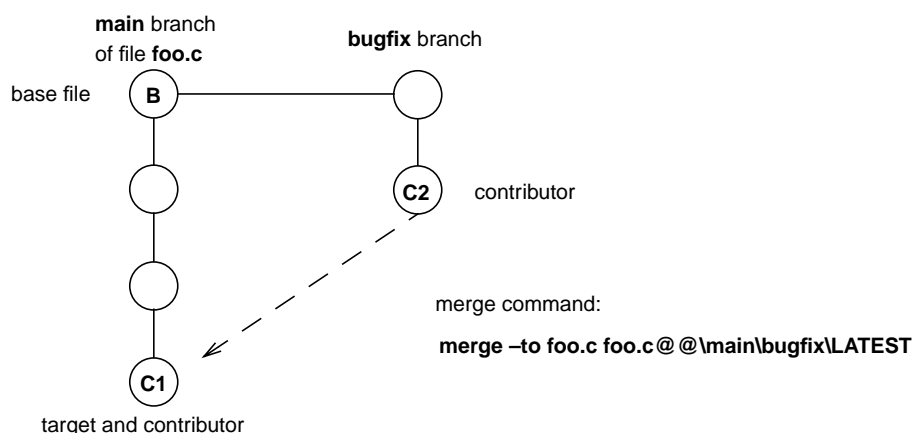 main branch
of file foo.c
bugfix branch
base file
B
C2
contributor
merge command:
merge –to foo.c foo.c@@\main\bugfix\LATEST
C1
target and contributor